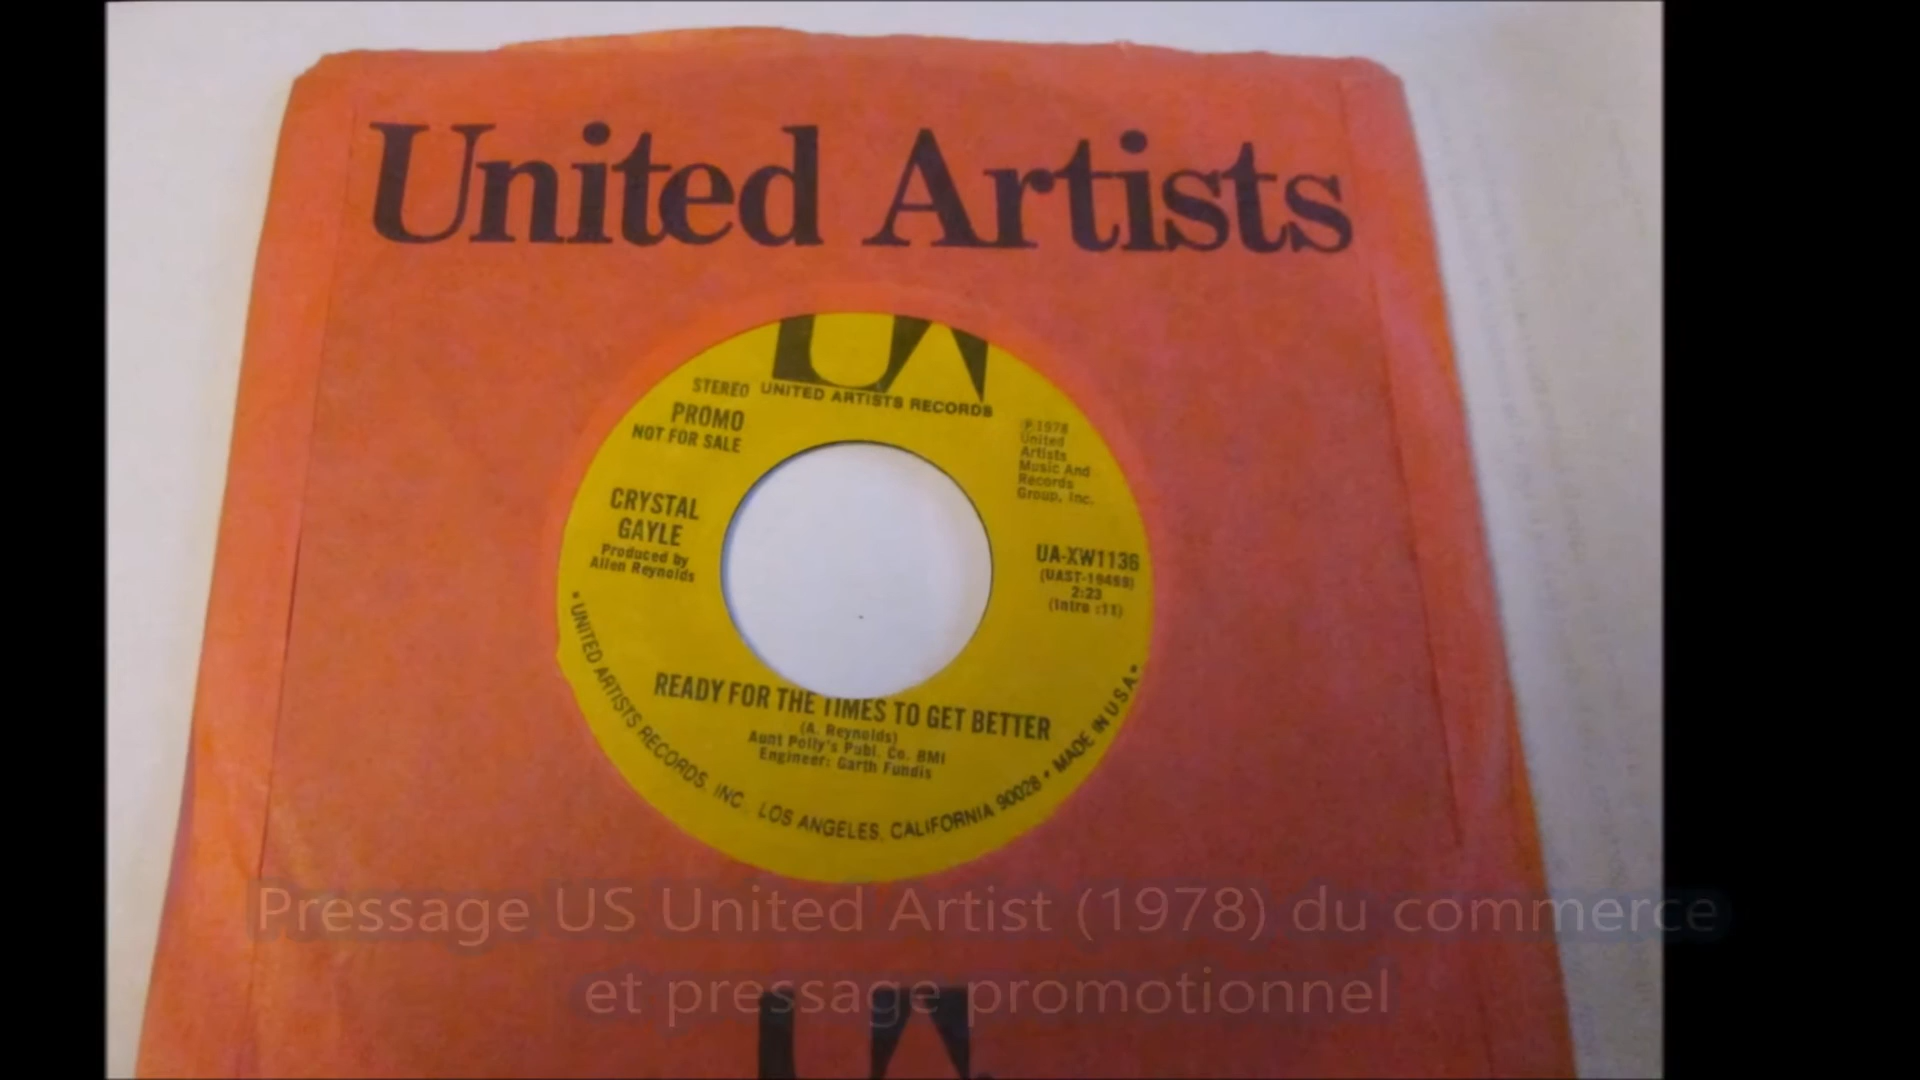 United Artists
UA
UNITED ARTISTS RECORDS
STEREO
PROMO
NOT FOR SALE
℗1978
United
Artists
Music And
Records
Group, Inc.
CRYSTAL
GAYLE
Produced by
Allen Reynolds
UA-XW1136
2:23
(Intro :11)
READY FOR THE TIMES TO GET BETTER
(A. Reynolds)
Aunt Polly's Publ. Co. BMI
Engineer: Garth Fundis
• UNITED ARTISTS RECORDS, INC. LOS ANGELES, CALIFORNIA 90028 • MADE IN U.S.A •
Pressage US United Artist (1978) du commerce
et pressage promotionnel
UA